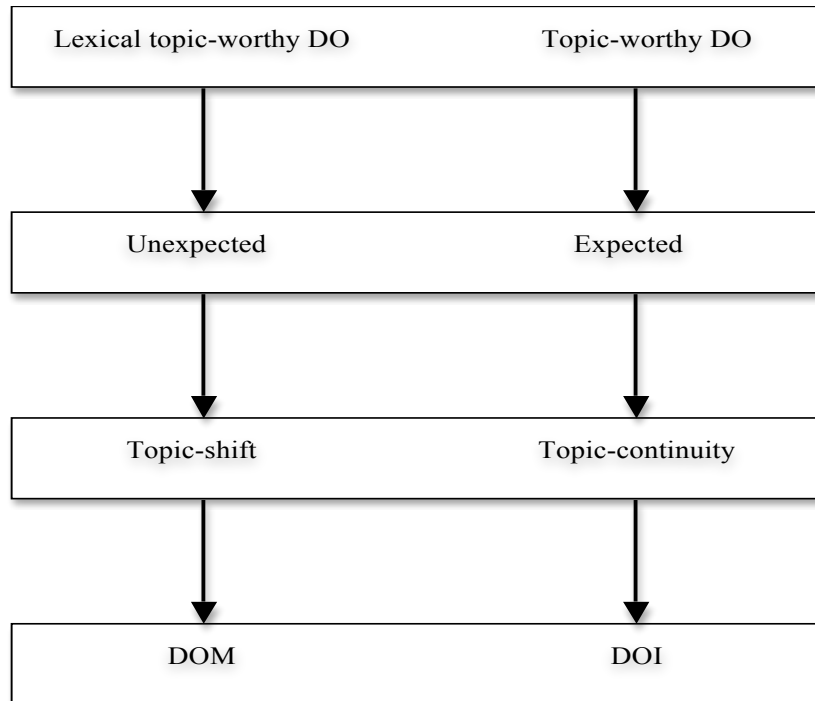 Lexical topic-worthy DO Topic-worthy DO
Unexpected Expected
Topic-shift Topic-continuity
DOM DOI